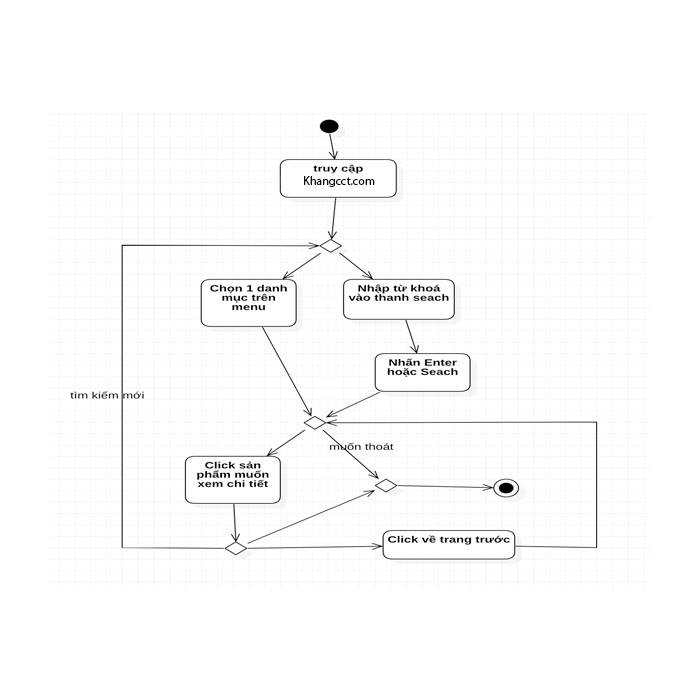 truy cập
Khangcct.com
Chọn 1 danh
mục trên
menu
Nhập từ khoá
vào thanh seach
Nhấn Enter
hoặc Seach
tìm kiếm mới
muốn thoát
Click sản
phẩm muốn
xem chi tiết
Click về trang trước